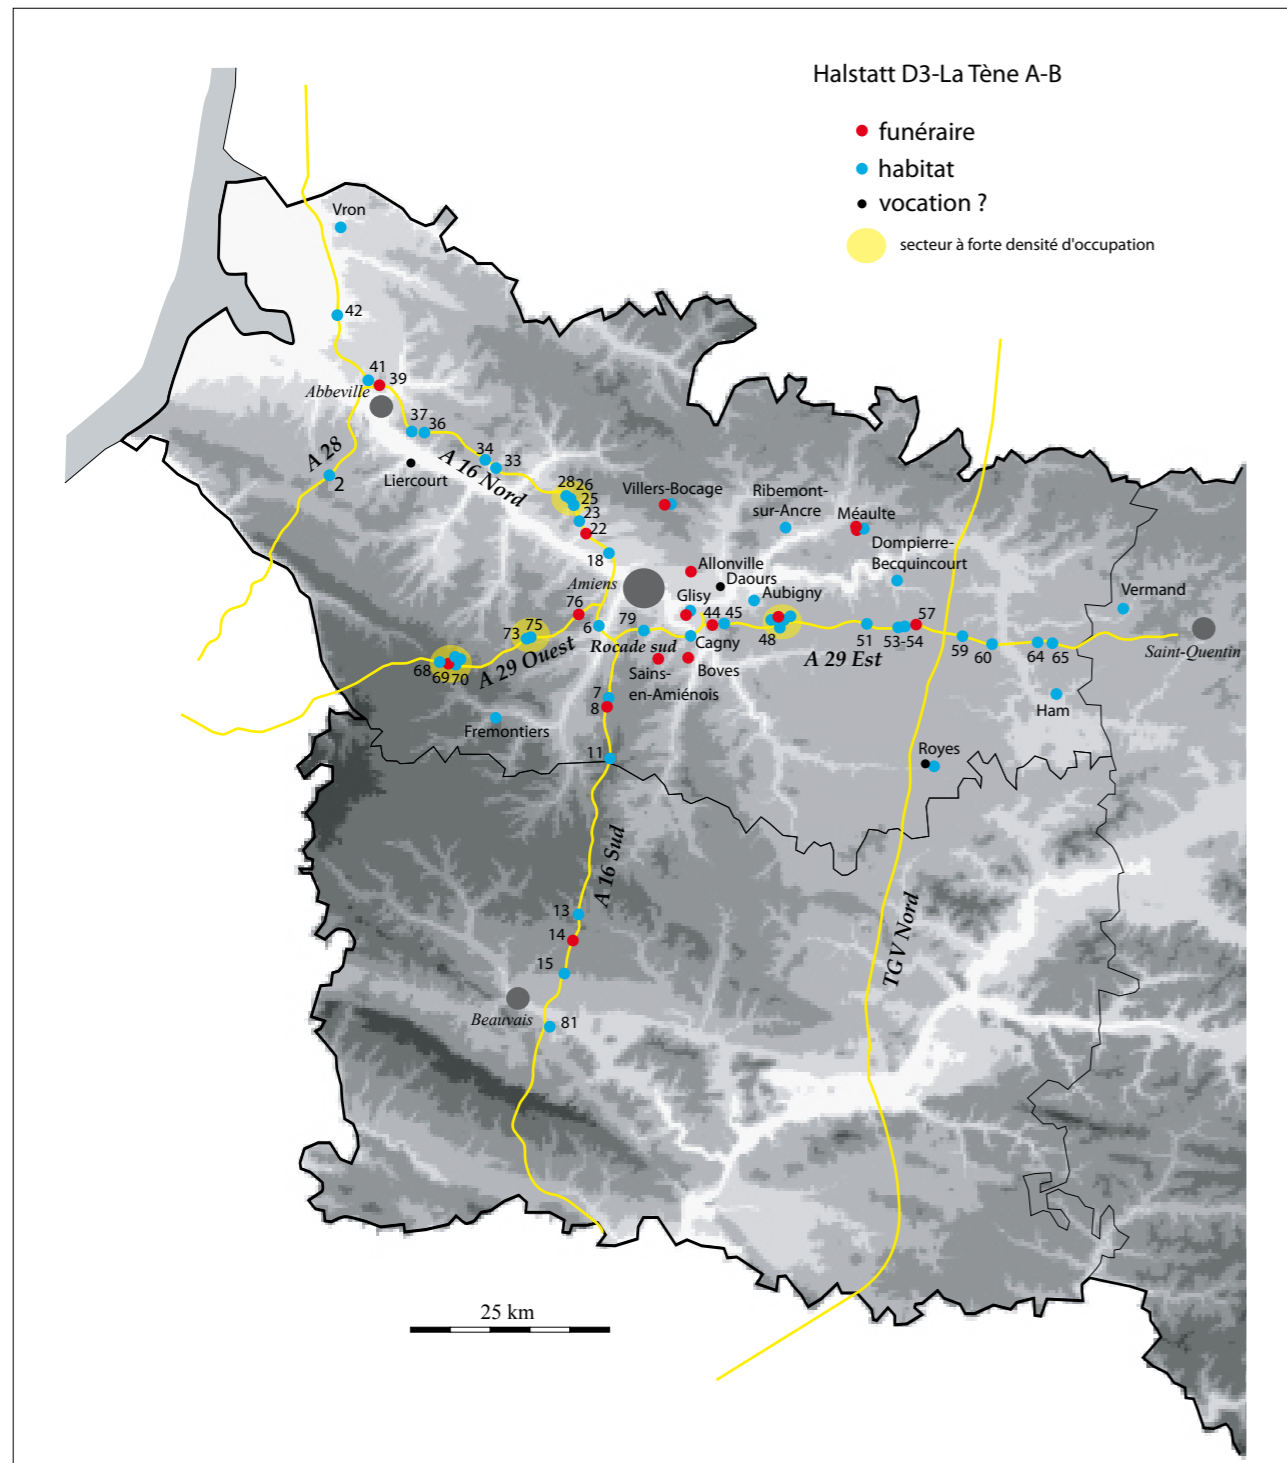 Halstatt D3-La Tène A-B
funéraire
habitat
vocation ?
secteur à forte densité d'occupation
Vron
42
41
39
Abbeville
37
36
A 28
2
34
33
A 16 Nord
Liercourt
28
26
25
23
22
18
Villers-Bocage
Ribemont-
sur-Ancre
Méaulte
Dompierre-
Becquincourt
Allonville
Daours
Amiens
Glisy
Aubigny
Vermand
76
79
44
45
48
51
53-54
57
59
60
64
65
Saint-Quentin
73
75
6
Rocade sud
Cagny
A 29 Est
A 29 Ouest
68
69
70
Sains-
en-Amiénois
Boves
7
8
Ham
Fremontiers
11
Royes
A 16 Sud
13
14
15
TGV Nord
Beauvais
81
25 km